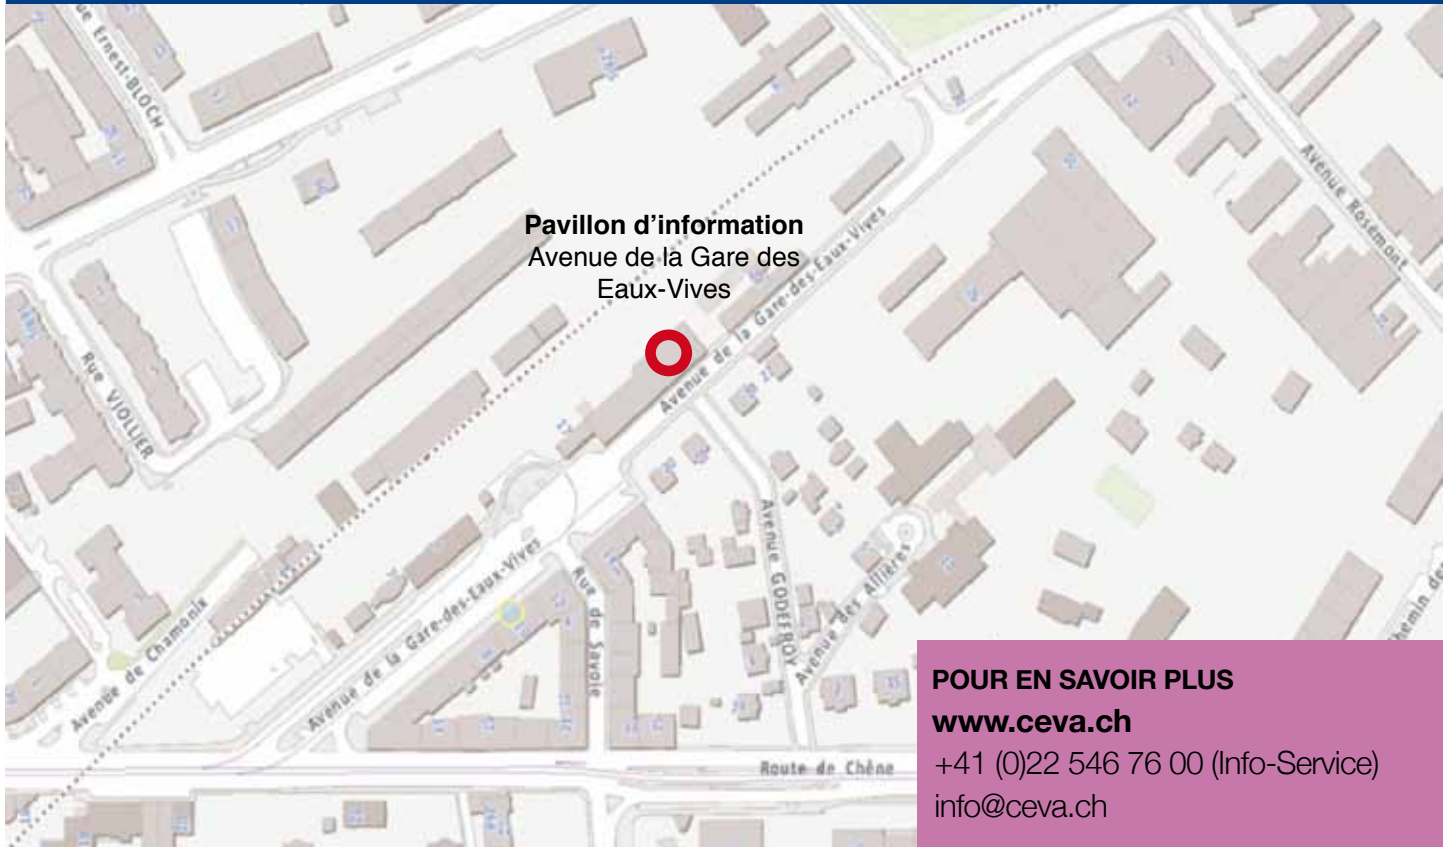 rue Ernest-BLOCH
Pavillon d'information
Avenue de la Gare des
Eaux-Vives
Avenue de la Gare-des-Eaux-Vives
Avenue Rosemont
Rue VIOLLIER
Avenue GODEFROY
Avenue des Allières
Avenue de Chamonix
Avenue de la Gare-des-Eaux-Vives
Rue de Savoie
hemin des
Route de Chêne
POUR EN SAVOIR PLUS
www.ceva.ch
+41 (0)22 546 76 00 (Info-Service)
info@ceva.ch